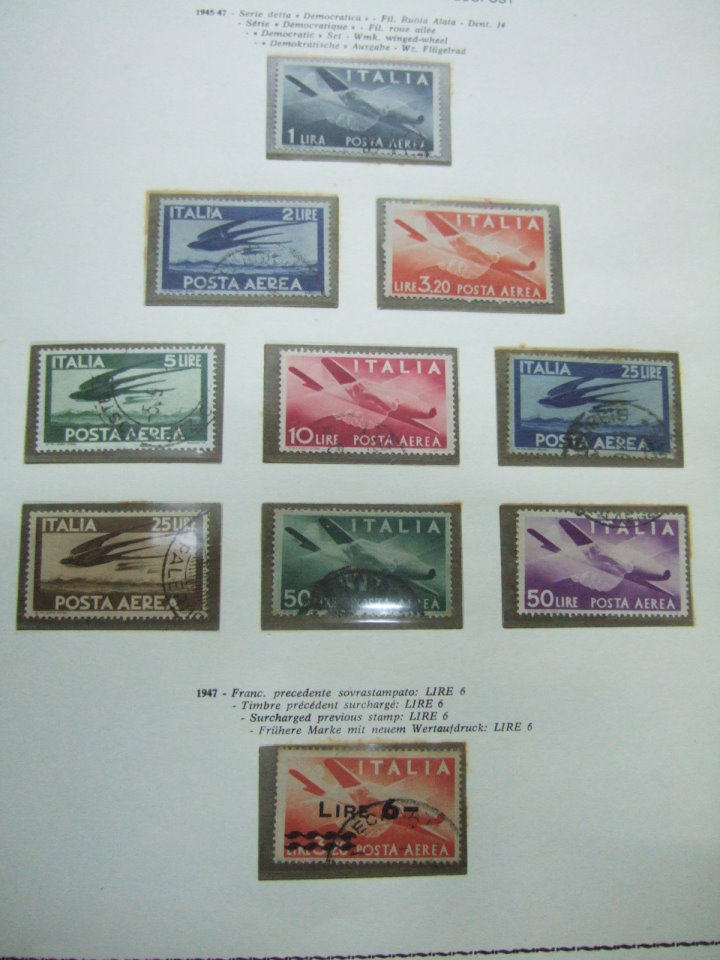 1945-47 - Serie detta « Democratica » - Fil. Ruota Alata - Dent. 14
- Série « Démocratique » - Fil. roue ailée
- « Democratic » Set - Wmk. winged-wheel
- « Demokratische » Ausgabe - Wz. Flügelrad
ITALIA
1 LIRA POSTA AEREA
ITALIA 2 LIRE
POSTA AEREA
ITALIA
LIRE 3,20 POSTA AEREA
ITALIA 5 LIRE
POSTA AEREA
ITALIA
10 LIRE POSTA AEREA
ITALIA 25 LIRE
POSTA AEREA
ITALIA 25 LIRE
POSTA AEREA
ITALIA
50
ITALIA
50 LIRE POSTA AEREA
1947 - Franc. precedente sovrastampato: LIRE 6
- Timbre précédent surchargé: LIRE 6
- Surcharged previous stamp: LIRE 6
- Frühere Marke mit neuem Wertaufdruck: LIRE 6
ITALIA
LIRE 6-
LIRE 3,20 POSTA AEREA